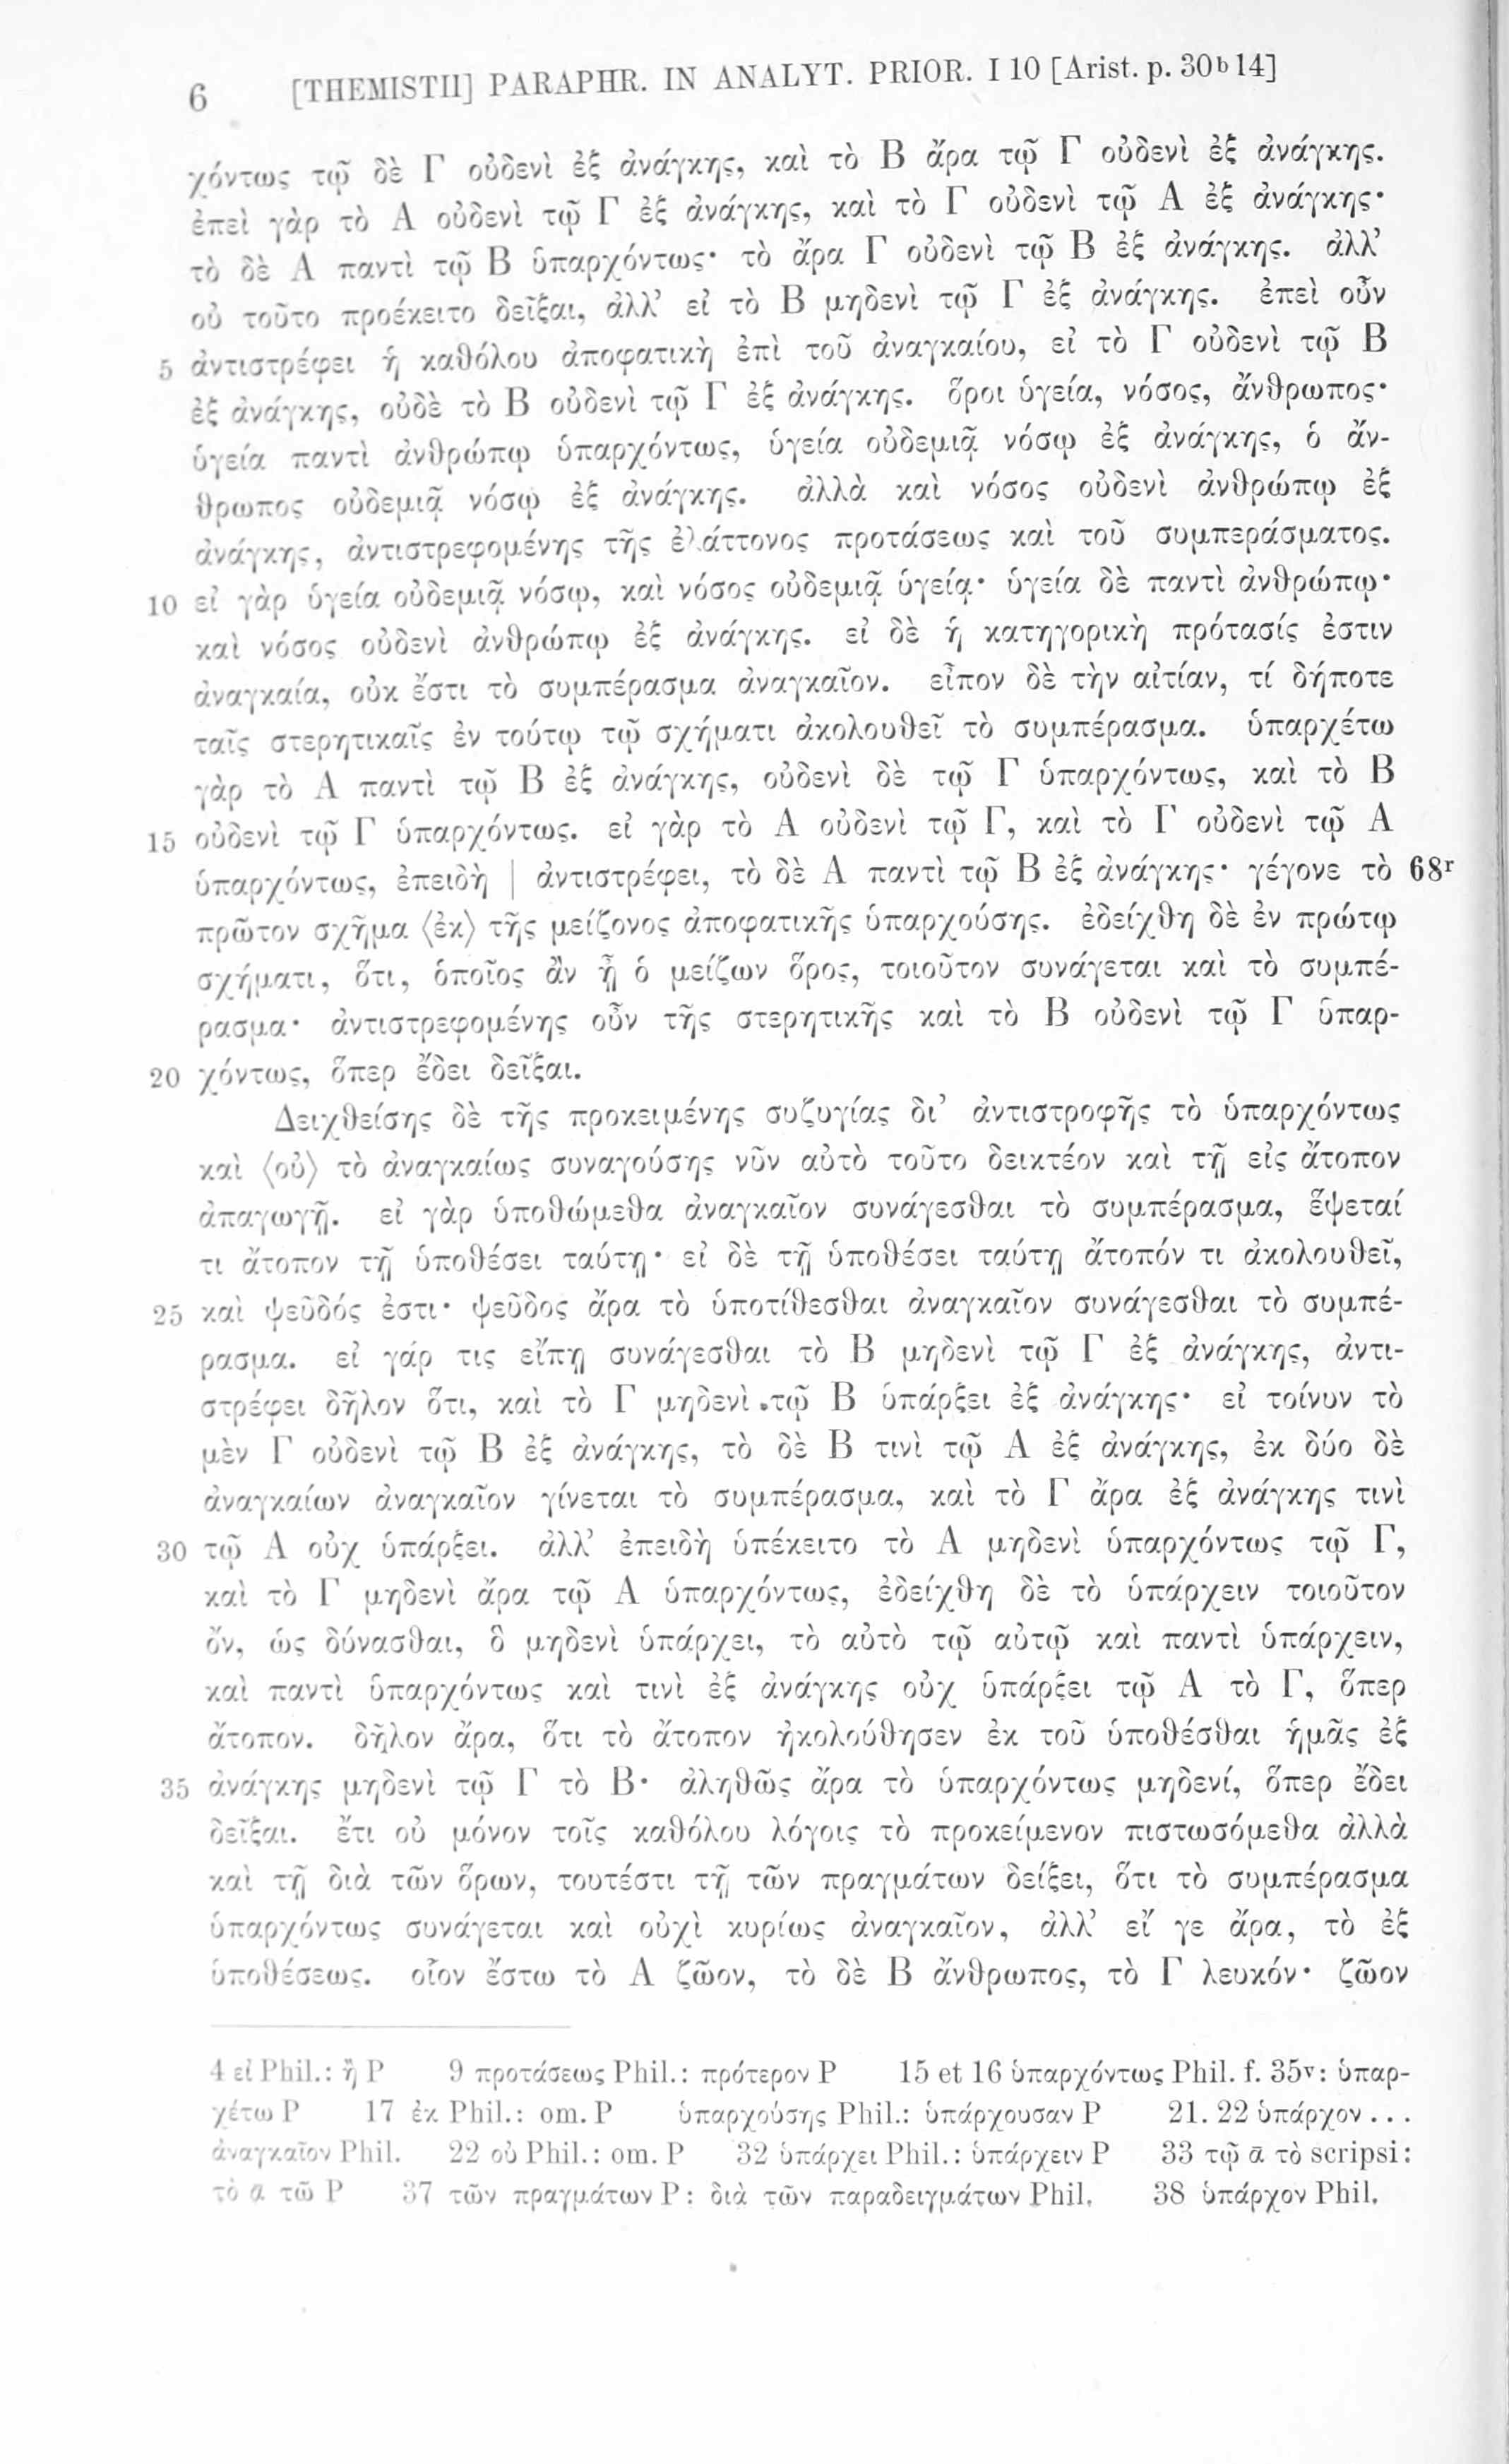 6 [THEMISTII] PARAPHR. IN ANALYT. PRIOR. I 10 [Arist. p. 30b14]
χόντως τῷ δὲ Γ οὐδενὶ ἐξ ἀνάγκης, καὶ τὸ Β ἄρα τῷ Γ οὐδενὶ ἐξ ἀνάγκης.
ἐπεὶ γὰρ τὸ Α οὐδενὶ τῷ Γ ἐξ ἀνάγκης, καὶ τὸ Γ οὐδενὶ τῷ Α ἐξ ἀνάγκης·
τὸ δὲ Α παντὶ τῷ Β ὑπαρχόντως· τὸ ἄρα Γ οὐδενὶ τῷ Β ἐξ ἀνάγκης. ἀλλ’
οὐ τοῦτο προέκειτο δεῖξαι, ἀλλ’ εἰ τὸ Β μηδενὶ τῷ Γ ἐξ ἀνάγκης. ἐπεὶ οὖν
5 ἀντιστρέφει ἡ καθόλου ἀποφατικὴ ἐπὶ τοῦ ἀναγκαίου, εἰ τὸ Γ οὐδενὶ τῷ Β
ἐξ ἀνάγκης, οὐδὲ τὸ Β οὐδενὶ τῷ Γ ἐξ ἀνάγκης. ὅροι ὑγεία, νόσος, ἄνθρωπος·
ὑγεία παντὶ ἀνθρώπῳ ὑπαρχόντως, ὑγεία οὐδεμιᾷ νόσῳ ἐξ ἀνάγκης, ὁ ἄν-
θρωπος οὐδεμιᾷ νόσῳ ἐξ ἀνάγκης. ἀλλὰ καὶ νόσος οὐδενὶ ἀνθρώπῳ ἐξ
ἀνάγκης, ἀντιστρεφομένης τῆς ἐλάττονος προτάσεως καὶ τοῦ συμπεράσματος.
10 εἰ γὰρ ὑγεία οὐδεμιᾷ νόσῳ, καὶ νόσος οὐδεμιᾷ ὑγείᾳ· ὑγεία δὲ παντὶ ἀνθρώπῳ·
καὶ νόσος οὐδενὶ ἀνθρώπῳ ἐξ ἀνάγκης. εἰ δὲ ἡ κατηγορικὴ πρότασίς ἐστιν
ἀναγκαία, οὐκ ἔστι τὸ συμπέρασμα ἀναγκαῖον. εἶπον δὲ τὴν αἰτίαν, τί δήποτε
ταῖς στερητικαῖς ἐν τούτῳ τῷ σχήματι ἀκολουθεῖ τὸ συμπέρασμα. ὑπαρχέτω
γὰρ τὸ Α παντὶ τῷ Β ἐξ ἀνάγκης, οὐδενὶ δὲ τῷ Γ ὑπαρχόντως, καὶ τὸ Β
15 οὐδενὶ τῷ Γ ὑπαρχόντως. εἰ γὰρ τὸ Α οὐδενὶ τῷ Γ, καὶ τὸ Γ οὐδενὶ τῷ Α
ὑπαρχόντως, ἐπειδὴ | ἀντιστρέφει, τὸ δὲ Α παντὶ τῷ Β ἐξ ἀνάγκης· γέγονε τὸ 68r
πρῶτον σχῆμα ⟨ἐκ⟩ τῆς μείζονος ἀποφατικῆς ὑπαρχούσης. ἐδείχθη δὲ ἐν πρώτῳ
σχήματι, ὅτι, ὁποῖος ἂν ᾖ ὁ μείζων ὅρος, τοιοῦτον συνάγεται καὶ τὸ συμπέ-
ρασμα· ἀντιστρεφομένης οὖν τῆς στερητικῆς καὶ τὸ Β οὐδενὶ τῷ Γ ὑπαρ-
20 χόντως, ὅπερ ἔδει δεῖξαι.
Δειχθείσης δὲ τῆς προκειμένης συζυγίας δι’ ἀντιστροφῆς τὸ ὑπαρχόντως
καὶ ⟨οὐ⟩ τὸ ἀναγκαίως συναγούσης νῦν αὐτὸ τοῦτο δεικτέον καὶ τῇ εἰς ἄτοπον
ἀπαγωγῇ. εἰ γὰρ ὑποθώμεθα ἀναγκαῖον συνάγεσθαι τὸ συμπέρασμα, ἕψεταί
τι ἄτοπον τῇ ὑποθέσει ταύτῃ· εἰ δὲ τῇ ὑποθέσει ταύτῃ ἄτοπόν τι ἀκολουθεῖ,
25 καὶ ψεῦδός ἐστι· ψεῦδος ἄρα τὸ ὑποτίθεσθαι ἀναγκαῖον συνάγεσθαι τὸ συμπέ-
ρασμα. εἰ γάρ τις εἴπῃ συνάγεσθαι τὸ Β μηδενὶ τῷ Γ ἐξ ἀνάγκης, ἀντι-
στρέφει δῆλον ὅτι, καὶ τὸ Γ μηδενὶ τῷ Β ὑπάρξει ἐξ ἀνάγκης· εἰ τοίνυν τὸ
μὲν Γ οὐδενὶ τῷ Β ἐξ ἀνάγκης, τὸ δὲ Β τινὶ τῷ Α ἐξ ἀνάγκης, ἐκ δύο δὲ
ἀναγκαίων ἀναγκαῖον γίνεται τὸ συμπέρασμα, καὶ τὸ Γ ἄρα ἐξ ἀνάγκης τινὶ
30 τῷ Α οὐχ ὑπάρξει. ἀλλ’ ἐπειδὴ ὑπέκειτο τὸ Α μηδενὶ ὑπαρχόντως τῷ Γ,
καὶ τὸ Γ μηδενὶ ἄρα τῷ Α ὑπαρχόντως, ἐδείχθη δὲ τὸ ὑπάρχειν τοιοῦτον
ὄν, ὡς δύνασθαι, ὃ μηδενὶ ὑπάρχει, τὸ αὐτὸ τῷ αὐτῷ καὶ παντὶ ὑπάρχειν,
καὶ παντὶ ὑπαρχόντως καὶ τινὶ ἐξ ἀνάγκης οὐχ ὑπάρξει τῷ Α τὸ Γ, ὅπερ
ἄτοπον. δῆλον ἄρα, ὅτι τὸ ἄτοπον ἠκολούθησεν ἐκ τοῦ ὑποθέσθαι ἡμᾶς ἐξ
35 ἀνάγκης μηδενὶ τῷ Γ τὸ Β· ἀληθῶς ἄρα τὸ ὑπαρχόντως μηδενί, ὅπερ ἔδει
δεῖξαι. ἔτι οὐ μόνον τοῖς καθόλου λόγοις τὸ προκείμενον πιστωσόμεθα ἀλλὰ
καὶ τῇ διὰ τῶν ὅρων, τουτέστι τῇ τῶν πραγμάτων δείξει, ὅτι τὸ συμπέρασμα
ὑπαρχόντως συνάγεται καὶ οὐχὶ κυρίως ἀναγκαῖον, ἀλλ’ εἴ γε ἄρα, τὸ ἐξ
ὑποθέσεως. οἷον ἔστω τὸ Α ζῶον, τὸ δὲ Β ἄνθρωπος, τὸ Γ λευκόν· ζῶον
4 εἰ Phil.: ἢ P 9 προτάσεως Phil.: πρότερον P 15 et 16 ὑπαρχόντως Phil. f. 35v: ὑπαρ-
χέτω P 17 ἐκ Phil.: om. P ὑπαρχούσης Phil.: ὑπάρχουσαν P 21. 22 ὑπάρχον ...
ἀναγκαῖον Phil. 22 οὐ Phil.: om. P 32 ὑπάρχει Phil.: ὑπάρχειν P 33 τῷ ᾱ τὸ scripsi:
τὸ ᾱ τῶ P 37 τῶν πραγμάτων P: διὰ τῶν παραδειγμάτων Phil. 38 ὑπάρχον Phil.